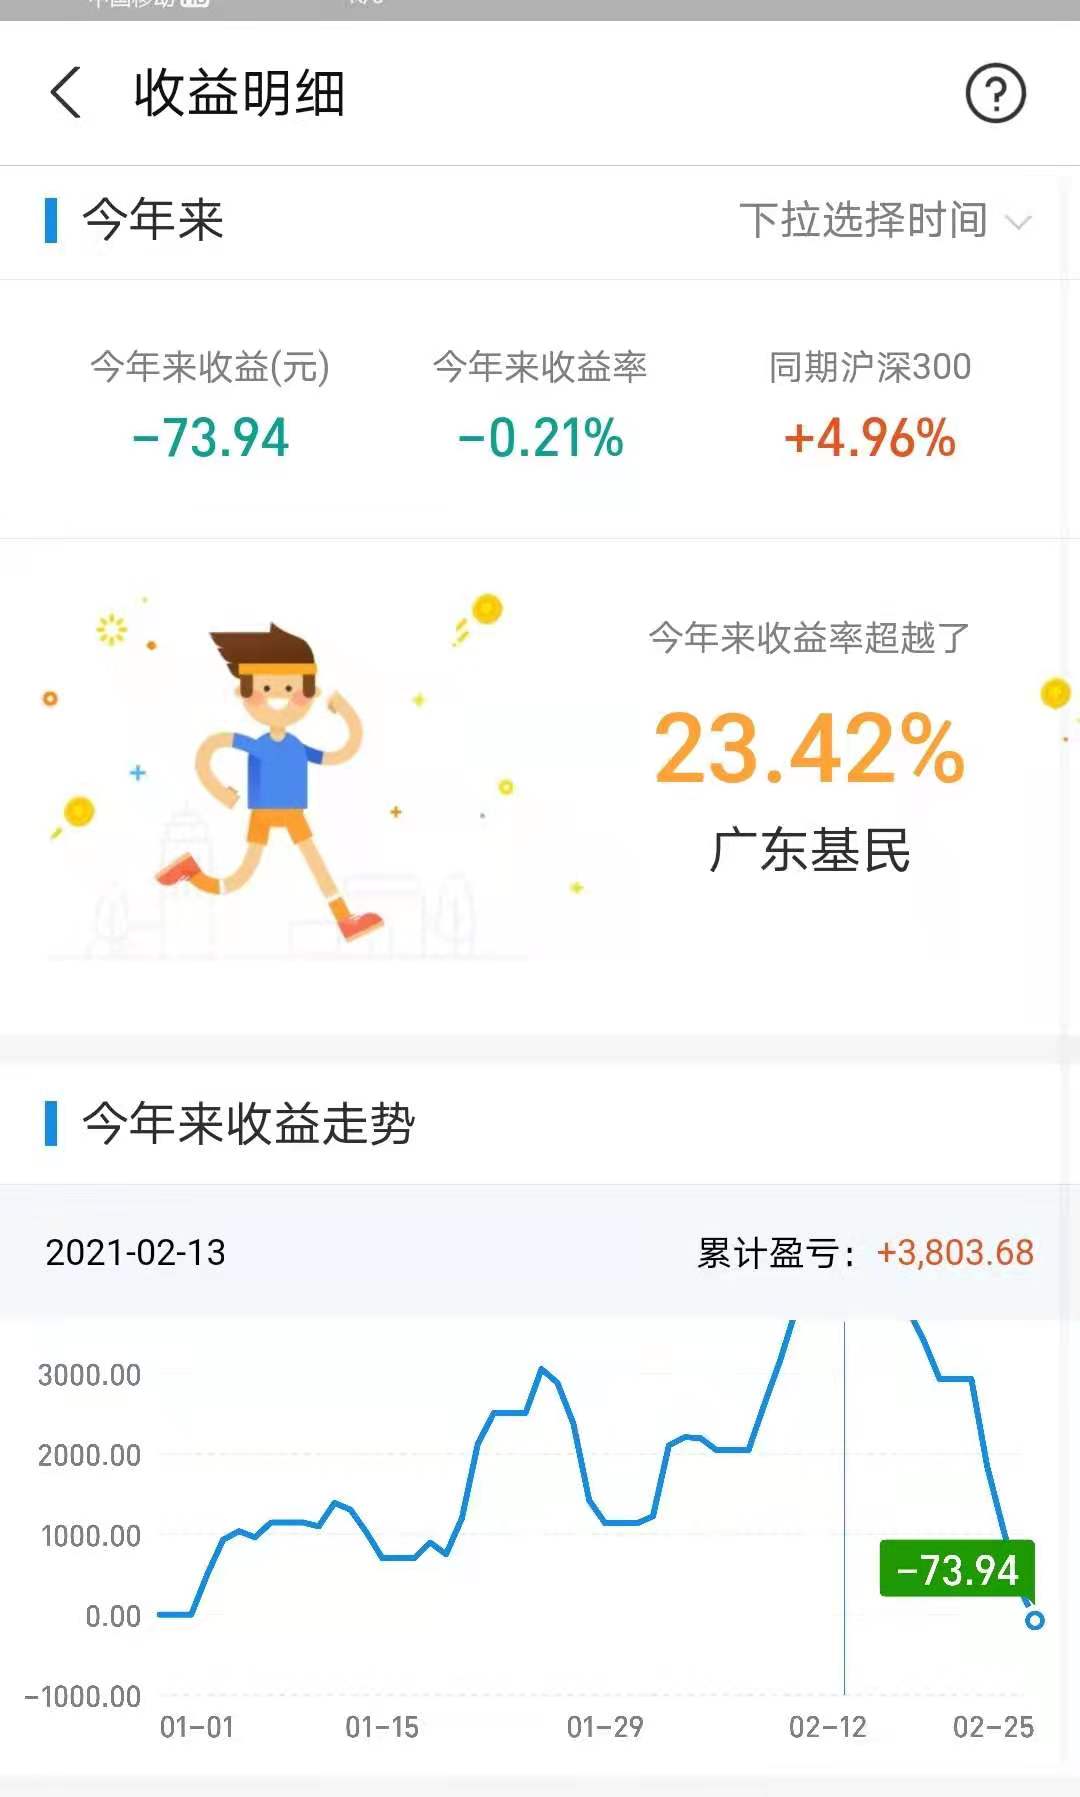 收益明细
今年来 下拉选择时间
今年来收益(元) 今年来收益率 同期沪深300
-73.94 -0.21% +4.96%
今年来收益率超越了
23.42%
广东基民
今年来收益走势
2021-02-13 累计盈亏：+3,803.68
3000.00
2000.00
1000.00
-73.94
0.00
-1000.00
01-01 01-15 01-29 02-12 02-25